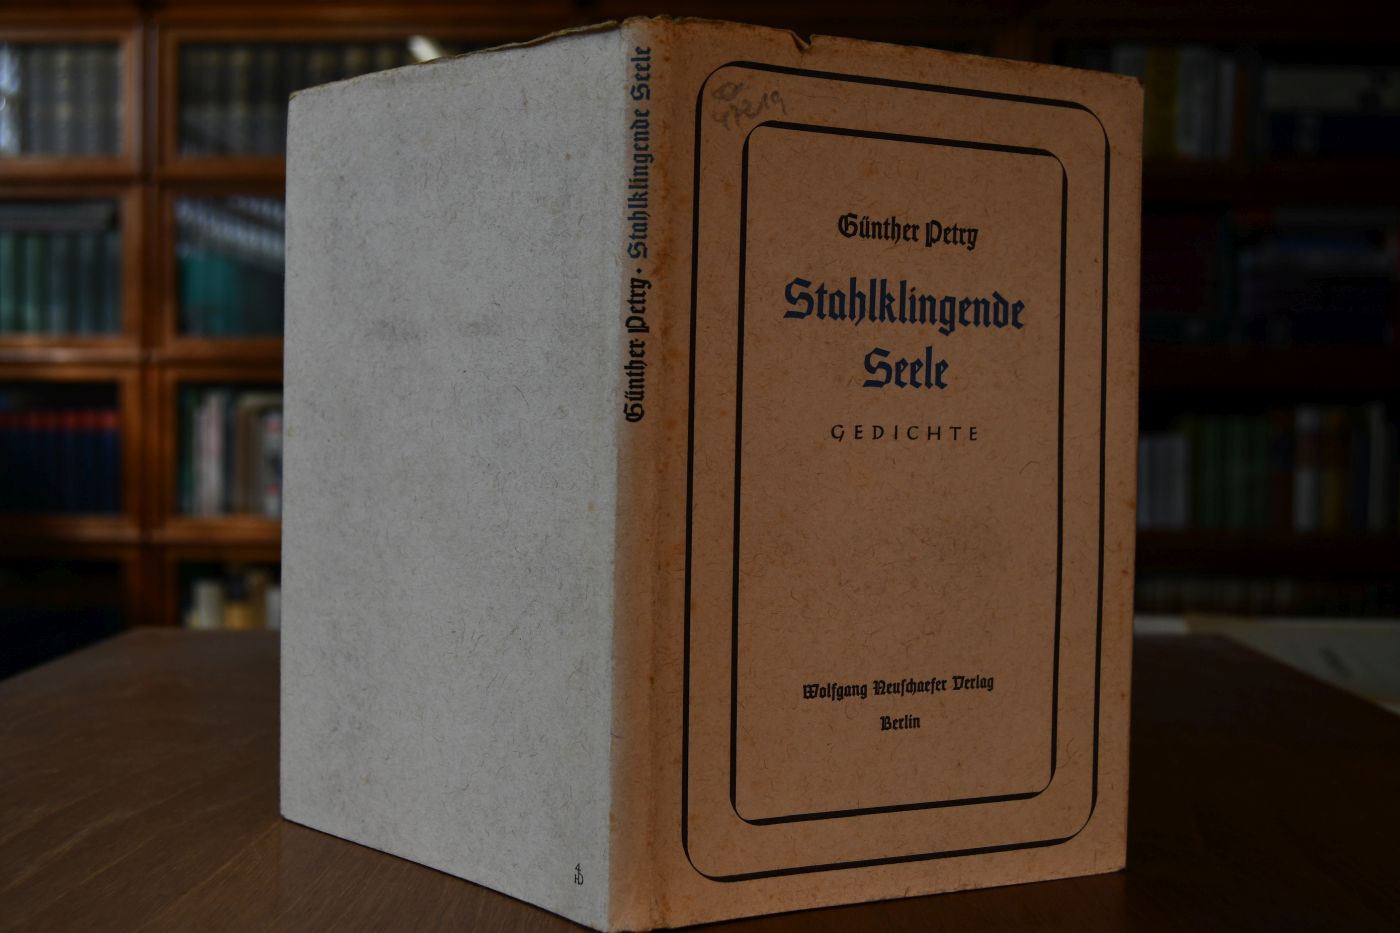 Günther Petry · Stahlklingende Seele
Günther Petry
Stahlklingende
Seele
GEDICHTE
Wolfgang Neuſchaefer Verlag
Berlin